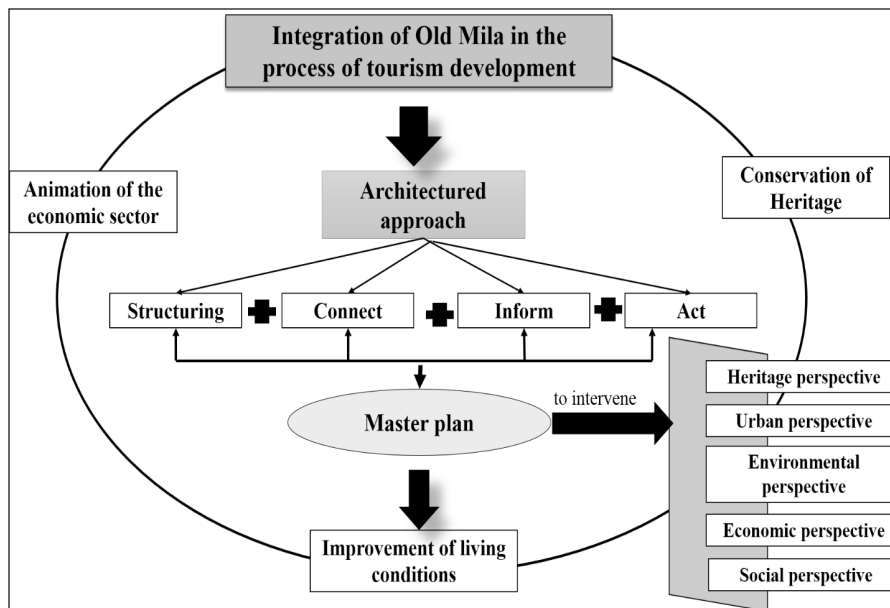 Integration of Old Mila in the
process of tourism development
Animation of the
economic sector
Architectured
approach
Conservation of
Heritage
Structuring
Connect
Inform
Act
Master plan
to intervene
Heritage perspective
Urban perspective
Environmental
perspective
Economic perspective
Social perspective
Improvement of living
conditions